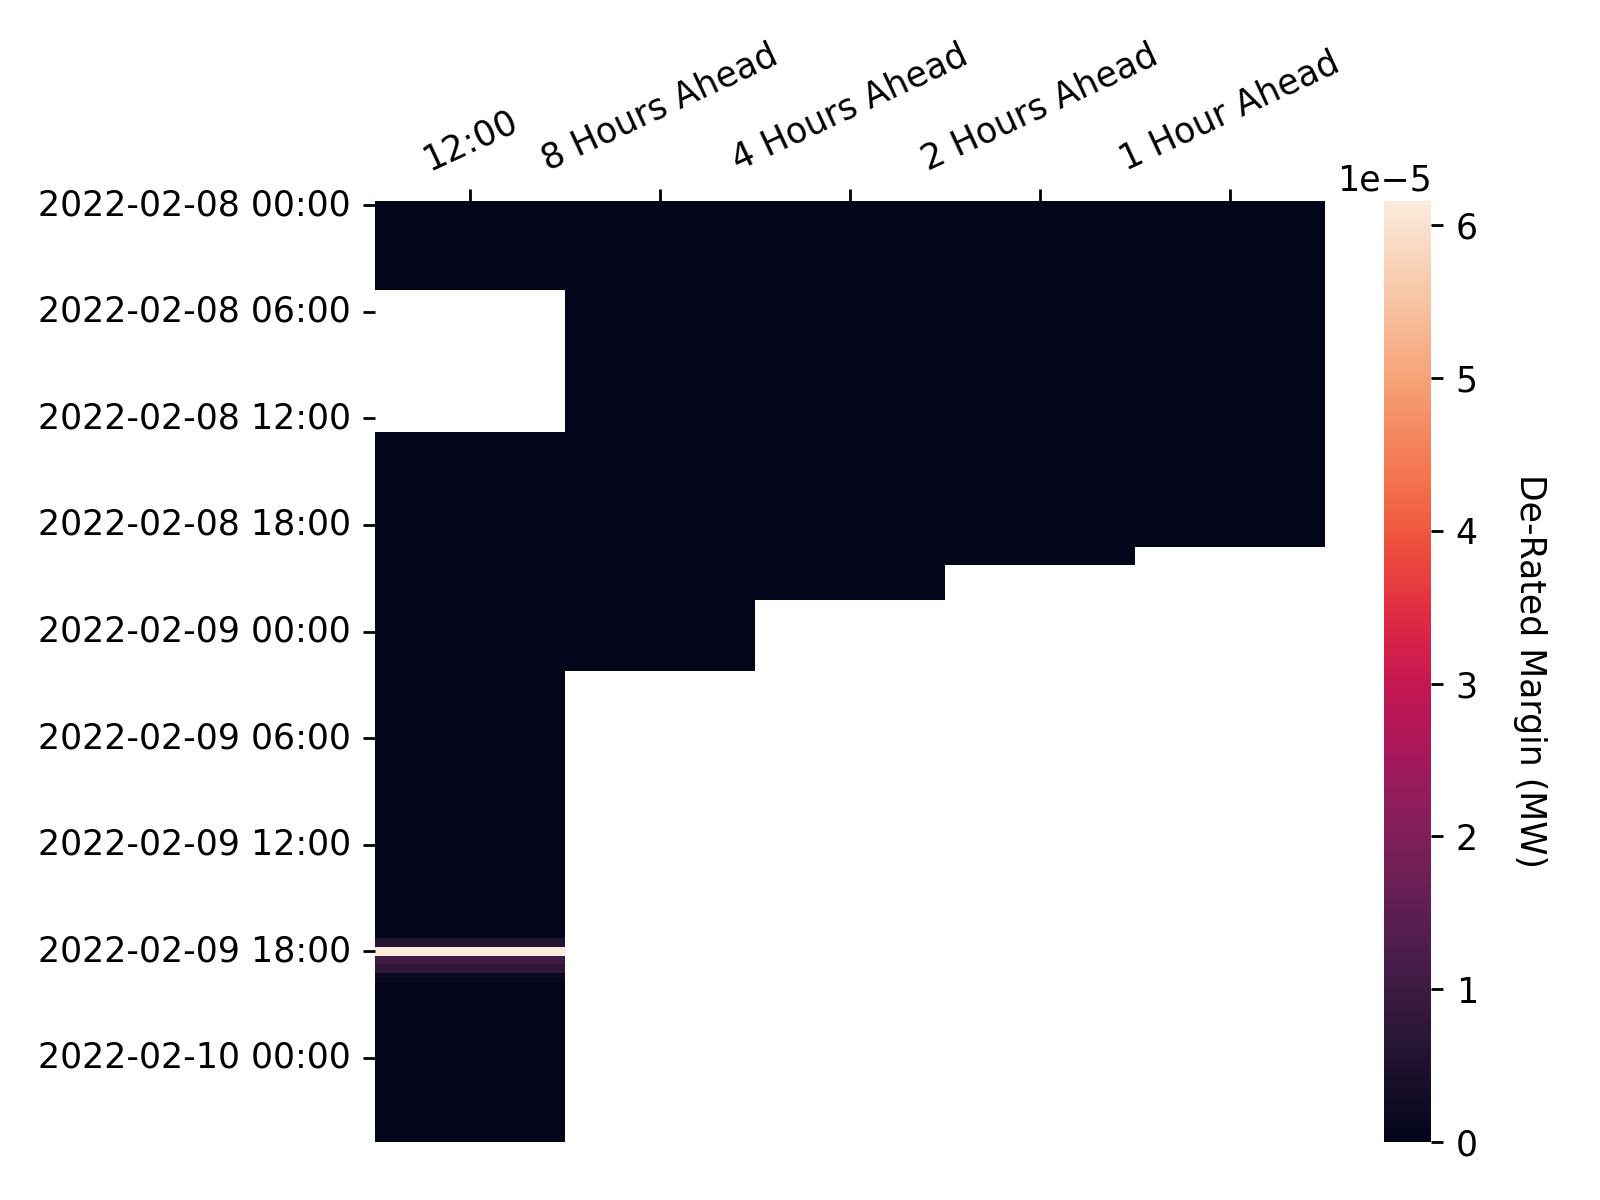 12:00
8 Hours Ahead
4 Hours Ahead
2 Hours Ahead
1 Hour Ahead
1e−5
2022-02-08 00:00
2022-02-08 06:00
2022-02-08 12:00
2022-02-08 18:00
2022-02-09 00:00
2022-02-09 06:00
2022-02-09 12:00
2022-02-09 18:00
2022-02-10 00:00
6
5
4
3
2
1
0
De-Rated Margin (MW)